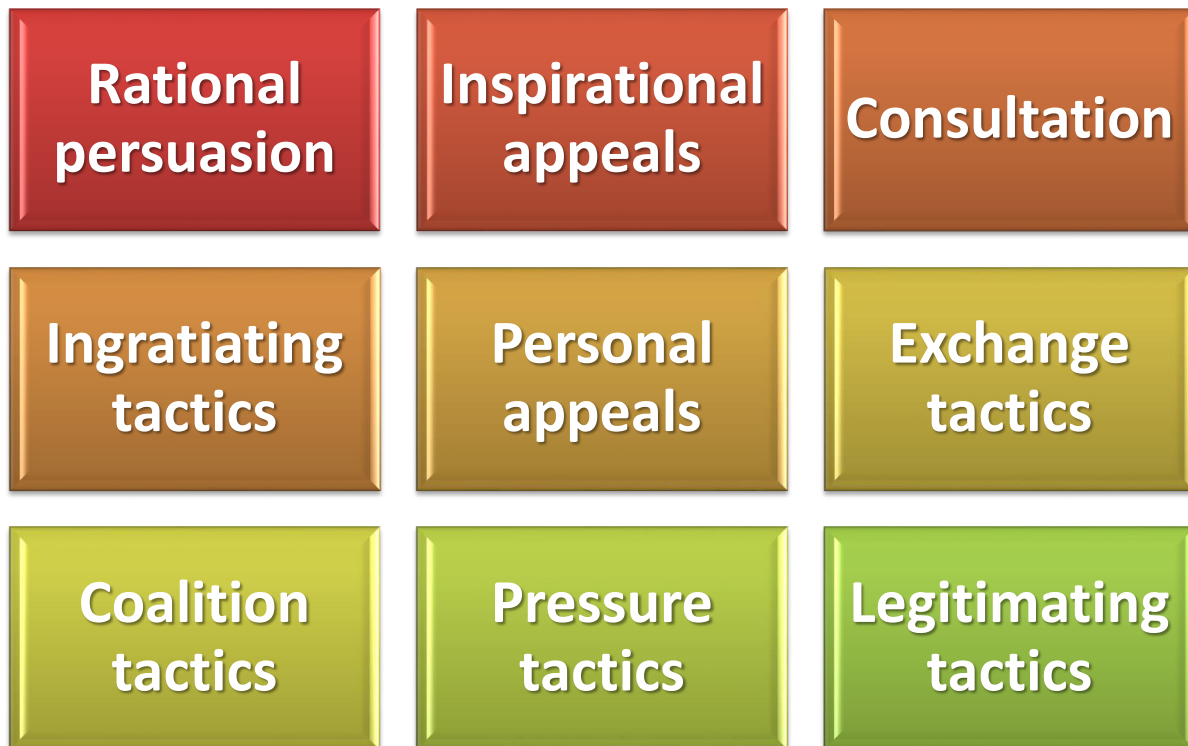 Rational
persuasion
Inspirational
appeals
Consultation
Ingratiating
tactics
Personal
appeals
Exchange
tactics
Coalition
tactics
Pressure
tactics
Legitimating
tactics